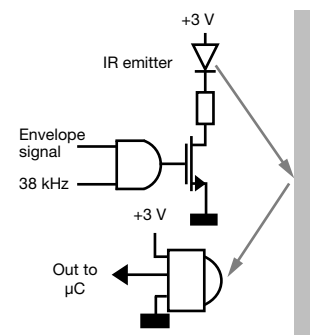 +3 V
IR emitter
Envelope
signal
38 kHz
+3 V
Out to
µC